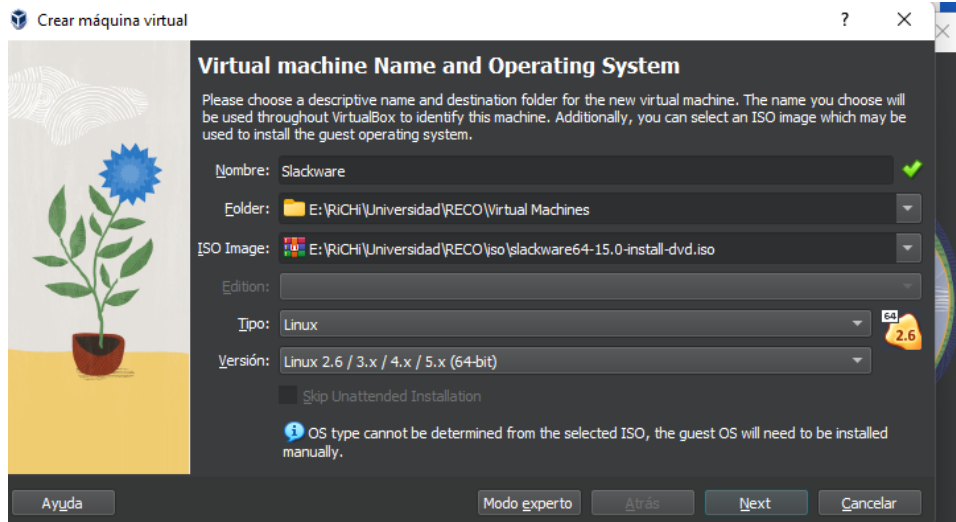 Crear máquina virtual
?
Virtual machine Name and Operating System
Please choose a descriptive name and destination folder for the new virtual machine. The name you choose will
be used throughout VirtualBox to identify this machine. Additionally, you can select an ISO image which may be
used to install the guest operating system.
Nombre: Slackware
Folder: E:\RiCHi\Universidad\RECO\Virtual Machines
ISO Image: E:\RiCHi\Universidad\RECO\iso\slackware64-15.0-install-dvd.iso
Edition:
Tipo: Linux
64
2.6
Versión: Linux 2.6 / 3.x / 4.x / 5.x (64-bit)
Skip Unattended Installation
OS type cannot be determined from the selected ISO, the guest OS will need to be installed
manually.
Ayuda Modo experto Atrás Next Cancelar